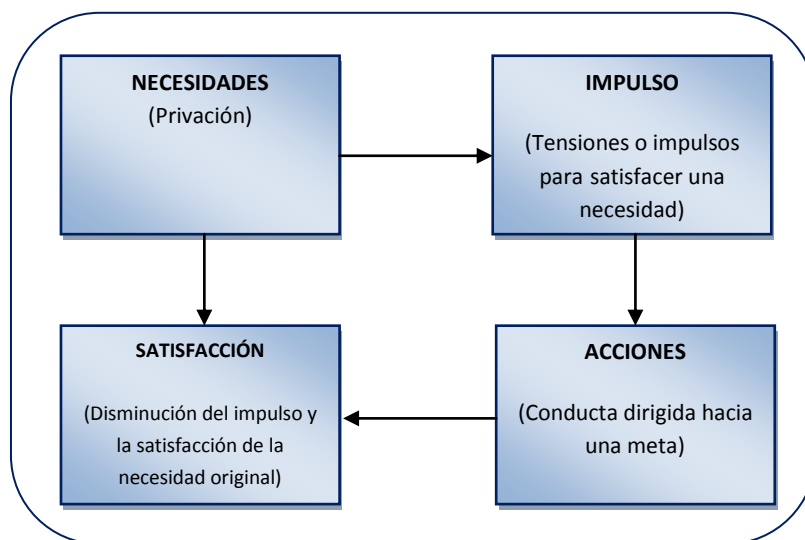 NECESIDADES
(Privación)
IMPULSO
(Tensiones o impulsos
para satisfacer una
necesidad)
SATISFACCIÓN
(Disminución del impulso y
la satisfacción de la
necesidad original)
ACCIONES
(Conducta dirigida hacia
una meta)